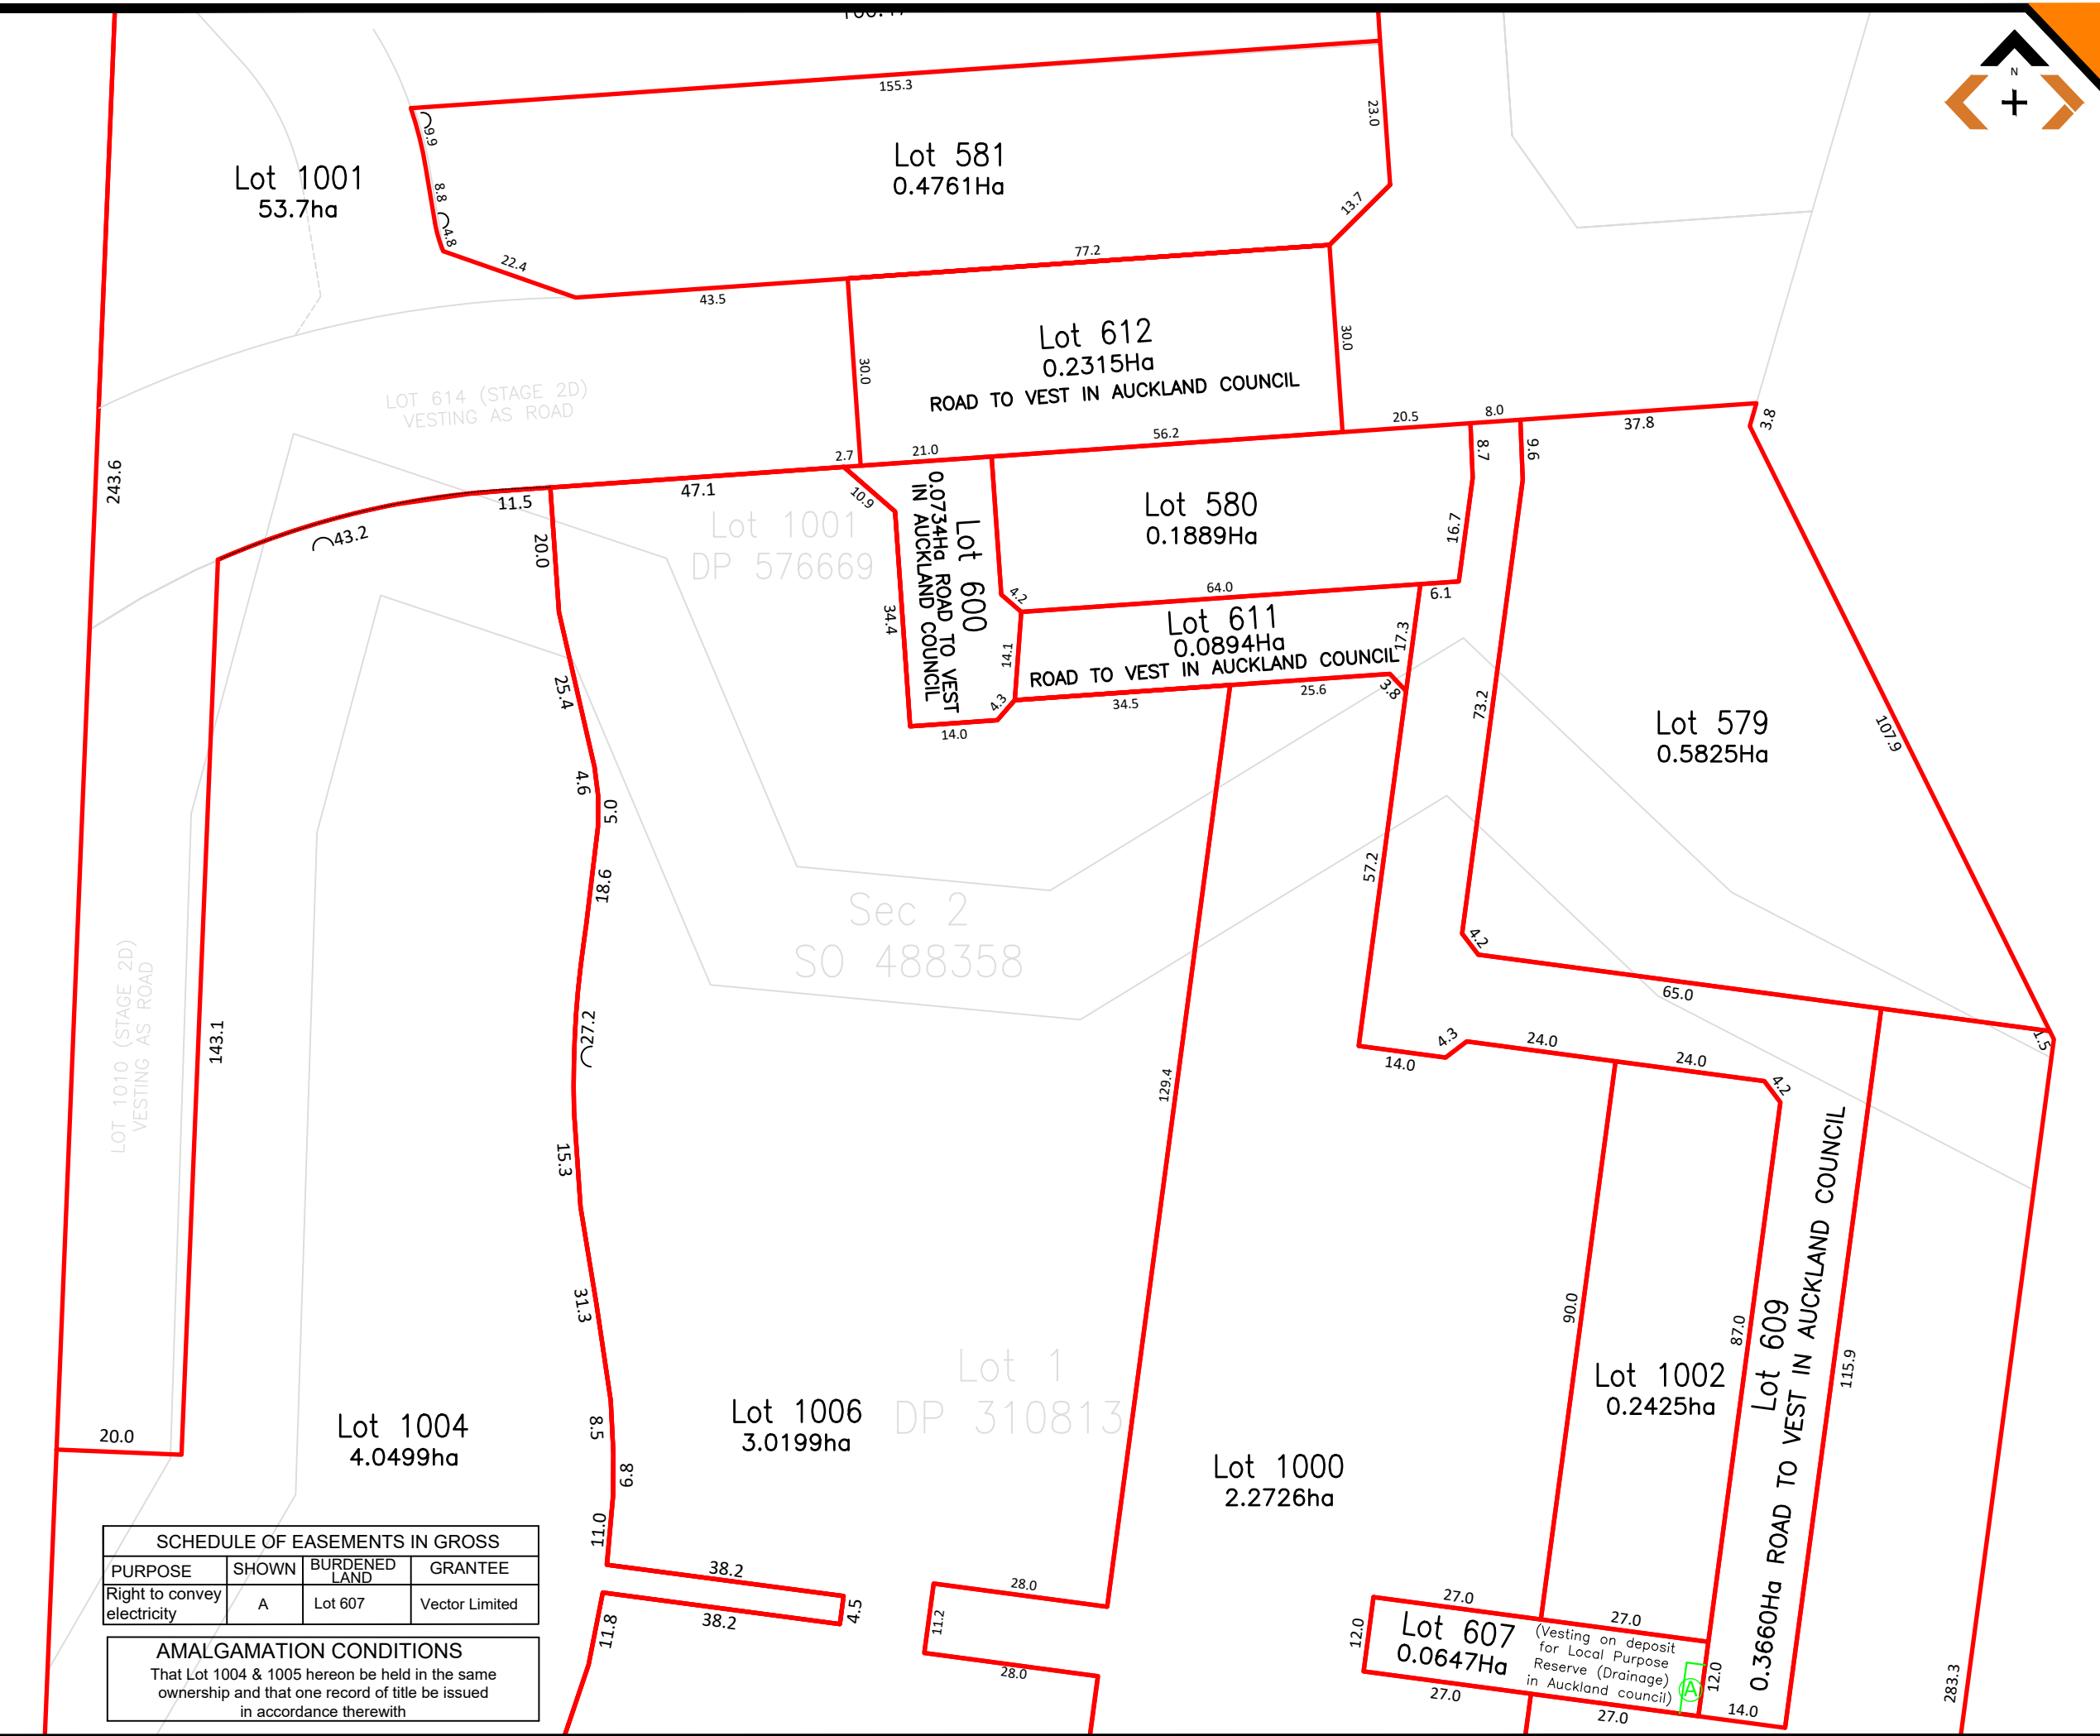 N
155.3
23.0
9.9
Lot 581
0.4761Ha
Lot 1001
53.7ha
8.8
4.8
13.7
22.4
77.2
43.5
Lot 612
0.2315Ha
ROAD TO VEST IN AUCKLAND COUNCIL
30.0
30.0
LOT 614 (STAGE 2D)
VESTING AS ROAD
20.5
8.0
37.8
3.8
56.2
21.0
2.7
8.7
9.6
243.6
47.1
11.5
10.9
43.2
20.0
Lot 1001
DP 576669
Lot 600
0.0734Ha ROAD TO VEST
IN AUCKLAND COUNCIL
Lot 580
0.1889Ha
16.7
4.2
64.0
6.1
34.4
14.1
Lot 611
0.0894Ha
ROAD TO VEST IN AUCKLAND COUNCIL
17.3
25.4
4.3
34.5
25.6
3.8
14.0
73.2
Lot 579
0.5825Ha
107.9
4.6
5.0
18.6
57.2
Sec 2
SO 488358
4.2
65.0
LOT 1010 (STAGE 2D)
VESTING AS ROAD
143.1
27.2
14.0
4.3
24.0
24.0
4.2
1.5
129.4
15.3
31.3
90.0
87.0
Lot 609
0.3660Ha ROAD TO VEST IN AUCKLAND COUNCIL
115.9
Lot 1
DP 310813
Lot 1002
0.2425ha
Lot 1006
3.0199ha
Lot 1004
4.0499ha
20.0
8.5
6.8
11.0
Lot 1000
2.2726ha
38.2
38.2
4.5
11.8
28.0
11.2
28.0
27.0
27.0
12.0
Lot 607
0.0647Ha
(Vesting on deposit
for Local Purpose
Reserve (Drainage)
in Auckland council)
A
12.0
27.0
27.0
14.0
283.3
SCHEDULE OF EASEMENTS IN GROSS
PURPOSE SHOWN BURDENED LAND GRANTEE
Right to convey electricity A Lot 607 Vector Limited
AMALGAMATION CONDITIONS
That Lot 1004 & 1005 hereon be held in the same
ownership and that one record of title be issued
in accordance therewith